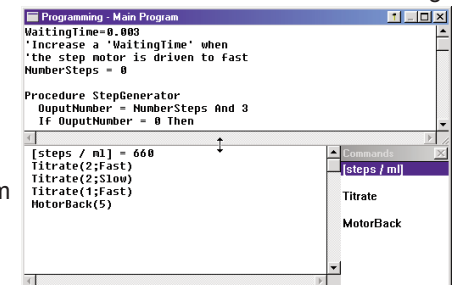 Programming - Main Program
WaitingTime=0.003
'Increase a 'WaitingTime' when
'the step motor is driven to fast
NumberSteps = 0
Procedure StepGenerator
OuputNumber = NumberSteps And 3
If OuputNumber = 0 Then
[steps / ml] = 660
Titrate(2;Fast)
Titrate(2;Slow)
Titrate(1;Fast)
MotorBack(5)
Commands
[steps / ml]
Titrate
MotorBack